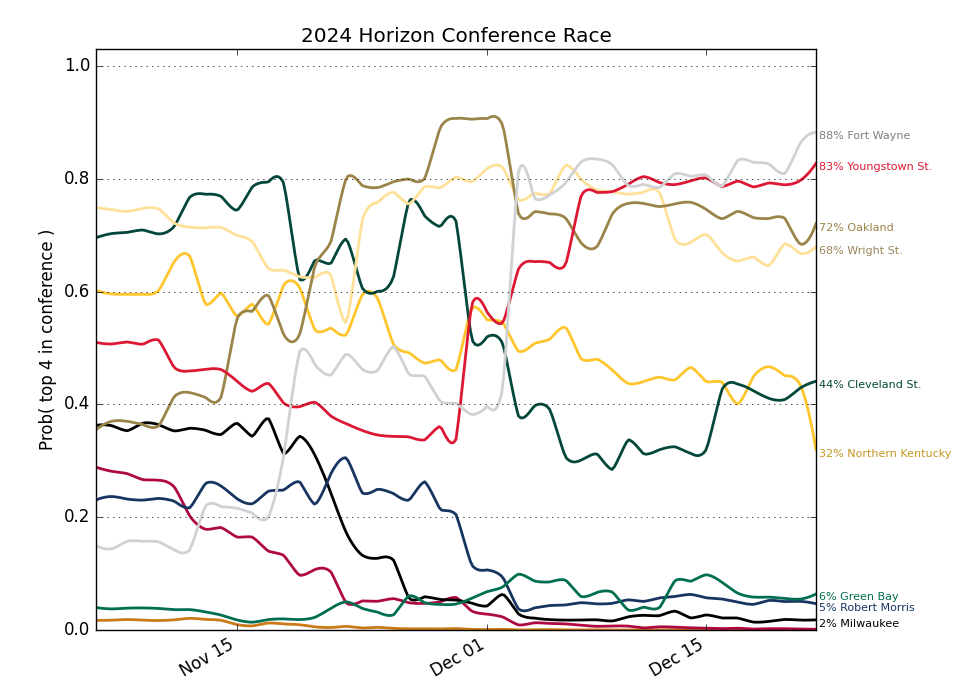 2024 Horizon Conference Race
Prob( top 4 in conference )
1.0
0.8
0.6
0.4
0.2
0.0
Nov 15
Dec 01
Dec 15
88% Fort Wayne
83% Youngstown St.
72% Oakland
68% Wright St.
44% Cleveland St.
32% Northern Kentucky
6% Green Bay
5% Robert Morris
2% Milwaukee